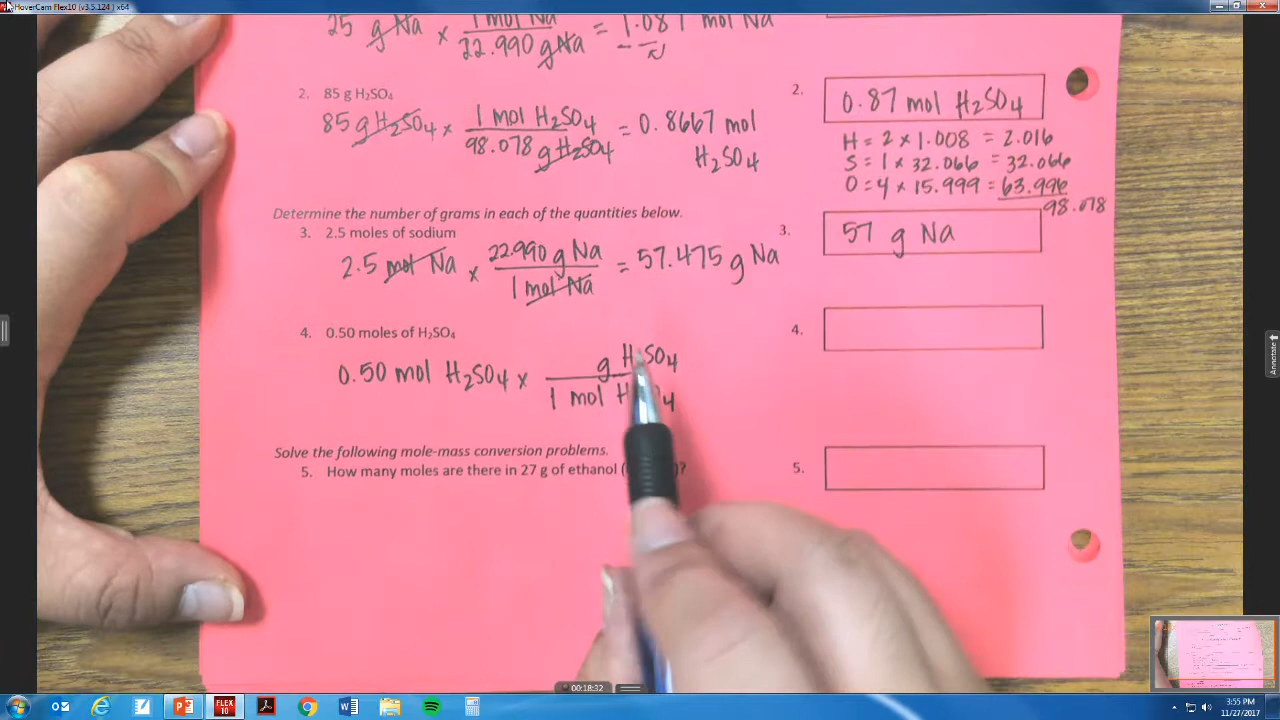 HoverCam Flex10 (v3.5.124) x64
25 g Na × 1 mol Na / 22.990 g Na = 1.081 mol Na
2. 85 g H₂SO₄
85 g H₂SO₄ × 1 mol H₂SO₄ / 98.078 g H₂SO₄ = 0.8667 mol
H₂SO₄
2. 0.87 mol H₂SO₄
H = 2 × 1.008 = 2.016
S = 1 × 32.066 = 32.066
O = 4 × 15.999 = 63.996
98.078
Determine the number of grams in each of the quantities below.
3. 2.5 moles of sodium
2.5 mol Na × 22.990 g Na / 1 mol Na = 57.475 g Na
3. 57 g Na
4. 0.50 moles of H₂SO₄
0.50 mol H₂SO₄ × g H₂SO₄ / 1 mol H
4
4.
Solve the following mole-mass conversion problems.
5. How many moles are there in 27 g of ethanol ( )?
5.
Annotate
00:18:32
FLEX
10
3:55 PM
11/27/2017